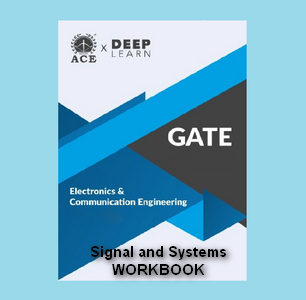 ACE x DEEP
LEARN
GATE
Electronics &
Communication Engineering
Signal and Systems
WORKBOOK